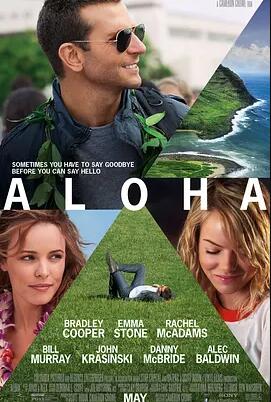 A CAMERON CROWE FILM
SOMETIMES YOU HAVE TO SAY GOODBYE
BEFORE YOU CAN SAY HELLO
ALOHA
BRADLEY EMMA RACHEL
COOPER STONE McADAMS
BILL JOHN DANNY ALEC
MURRAY KRASINSKI McBRIDE BALDWIN
SONY
MAY